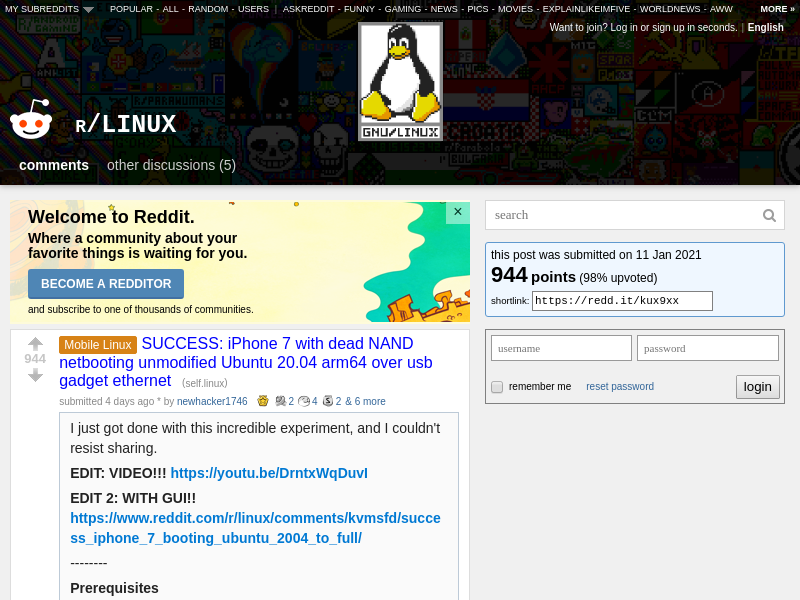 MY SUBREDDITS POPULAR - ALL - RANDOM - USERS | ASKREDDIT - FUNNY - GAMING - NEWS - PICS - MOVIES - EXPLAINLIKEIMFIVE - WORLDNEWS - AWW MORE »
Want to join? Log in or sign up in seconds. | English
GNU/LINUX
r/LINUX
comments other discussions (5)
Welcome to Reddit.
×
Where a community about your
favorite things is waiting for you.
BECOME A REDDITOR
and subscribe to one of thousands of communities.
search
this post was submitted on 11 Jan 2021
944 points (98% upvoted)
shortlink: https://redd.it/kux9xx
username password
remember me reset password login
944
Mobile Linux SUCCESS: iPhone 7 with dead NAND
netbooting unmodified Ubuntu 20.04 arm64 over usb
gadget ethernet (self.linux)
submitted 4 days ago * by newhacker1746 2 4 2 & 6 more
I just got done with this incredible experiment, and I couldn't
resist sharing.
EDIT: VIDEO!!! https://youtu.be/DrntxWqDuvI
EDIT 2: WITH GUI!!
https://www.reddit.com/r/linux/comments/kvmsfd/succe
ss_iphone_7_booting_ubuntu_2004_to_full/
--------
Prerequisites